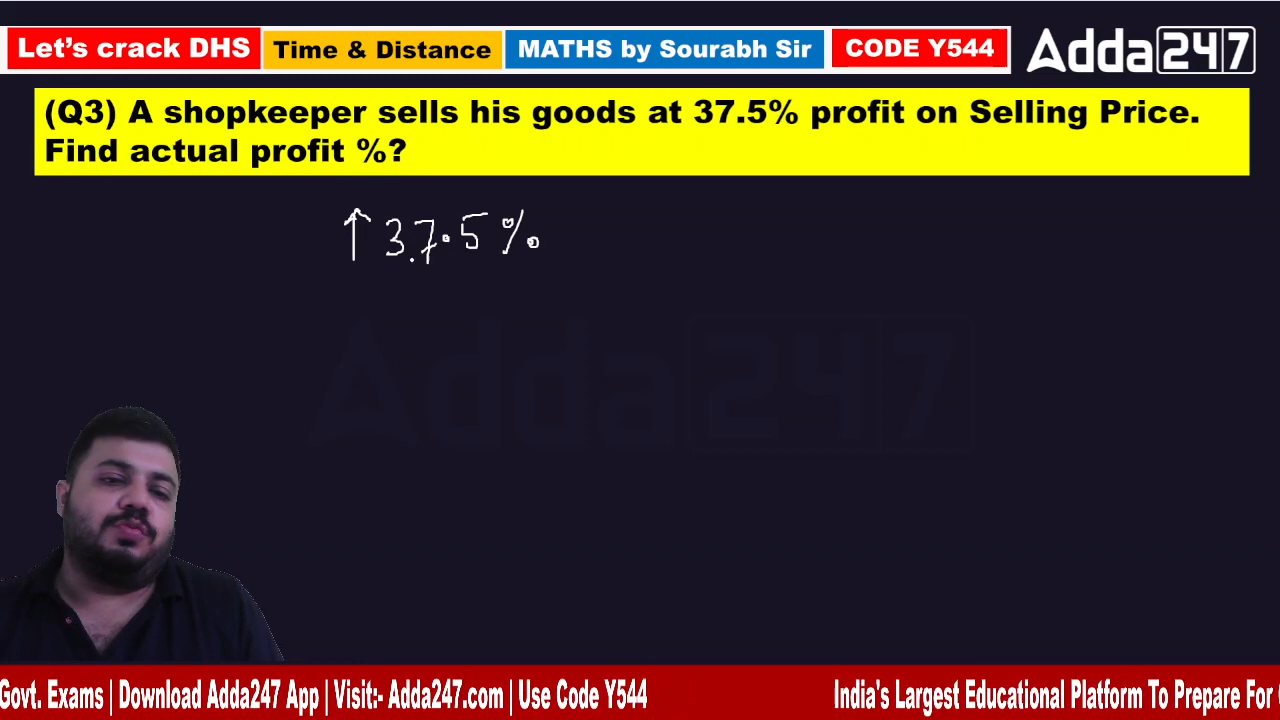 Let's crack DHS Time & Distance MATHS by Sourabh Sir CODE Y544 Adda247
(Q3) A shopkeeper sells his goods at 37.5% profit on Selling Price.
Find actual profit %?
↑ 37.5%
Adda247
Govt. Exams | Download Adda247 App | Visit:- Adda247.com | Use Code Y544 India's Largest Educational Platform To Prepare For